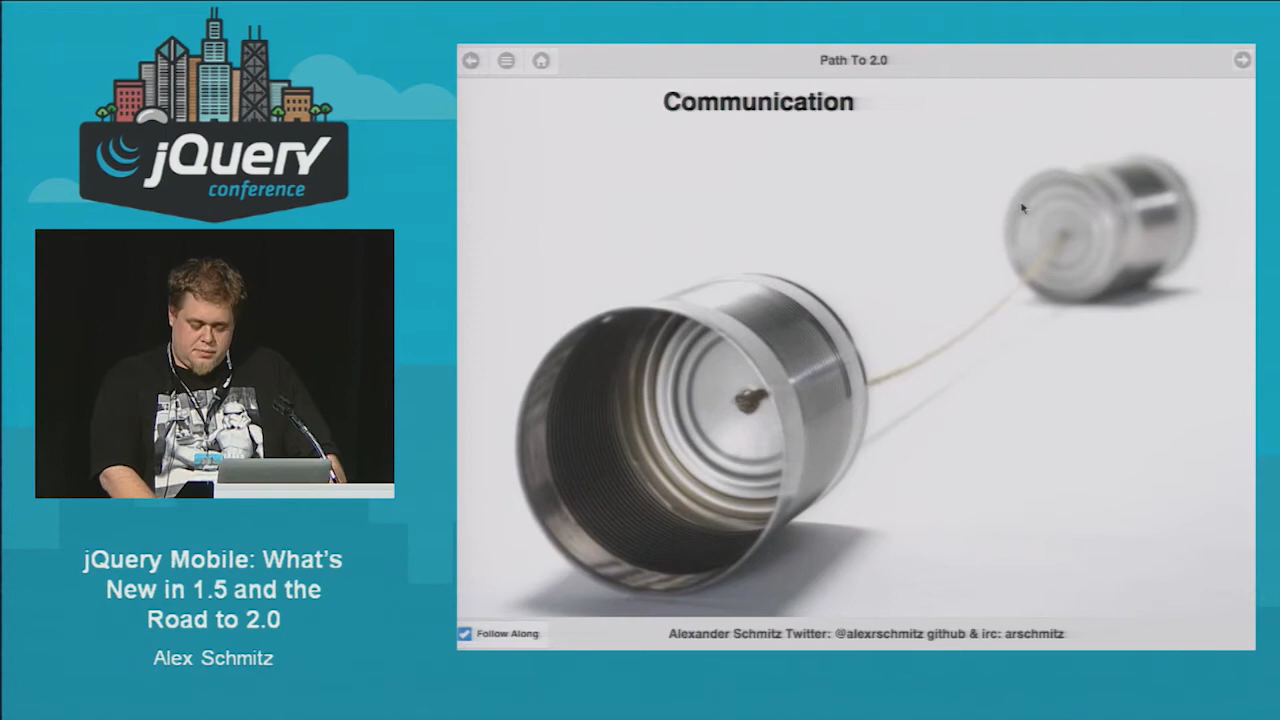 jQuery
conference
jQuery Mobile: What's
New in 1.5 and the
Road to 2.0
Alex Schmitz
Path To 2.0
Communication
Follow Along
Alexander Schmitz Twitter: @alexrschmitz github & irc: arschmitz